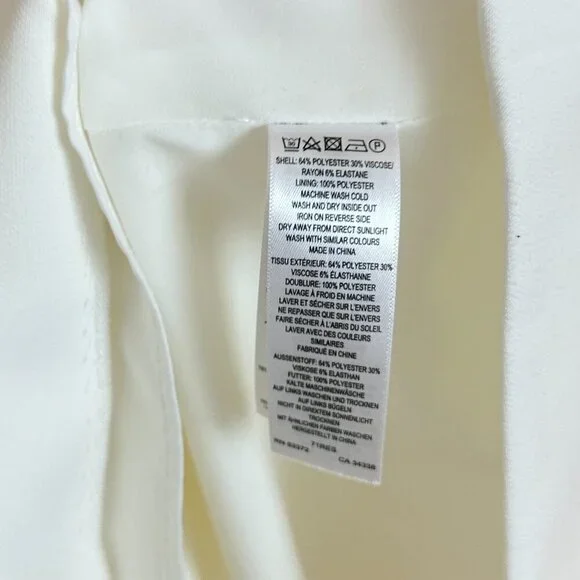 SHELL: 64% POLYESTER 30% VISCOSE/
RAYON 6% ELASTANE
LINING: 100% POLYESTER
MACHINE WASH COLD
WASH AND DRY INSIDE OUT
IRON ON REVERSE SIDE
DRY AWAY FROM DIRECT SUNLIGHT
WASH WITH SIMILAR COLOURS
MADE IN CHINA
TISSU EXTÉRIEUR: 64% POLYESTER 30%
VISCOSE 6% ÉLASTHANNE
DOUBLURE: 100% POLYESTER
LAVAGE À FROID EN MACHINE
LAVER ET SÉCHER SUR L'ENVERS
NE REPASSER QUE SUR L'ENVERS
FAIRE SÉCHER À L'ABRI DU SOLEIL
LAVER AVEC DES COULEURS
SIMILAIRES
FABRIQUÉ EN CHINE
AUSSENSTOFF: 64% POLYESTER 30%
VISKOSE 6% ELASTHAN
FUTTER: 100% POLYESTER
KALTE MASCHINENWÄSCHE
AUF LINKS WASCHEN UND TROCKNEN
AUF LINKS BÜGELN
NICHT IN DIREKTEM SONNENLICHT
TROCKNEN
MIT ÄHNLICHEN FARBEN WASCHEN
HERGESTELLT IN CHINA
RN 93372 71RES CA 34338